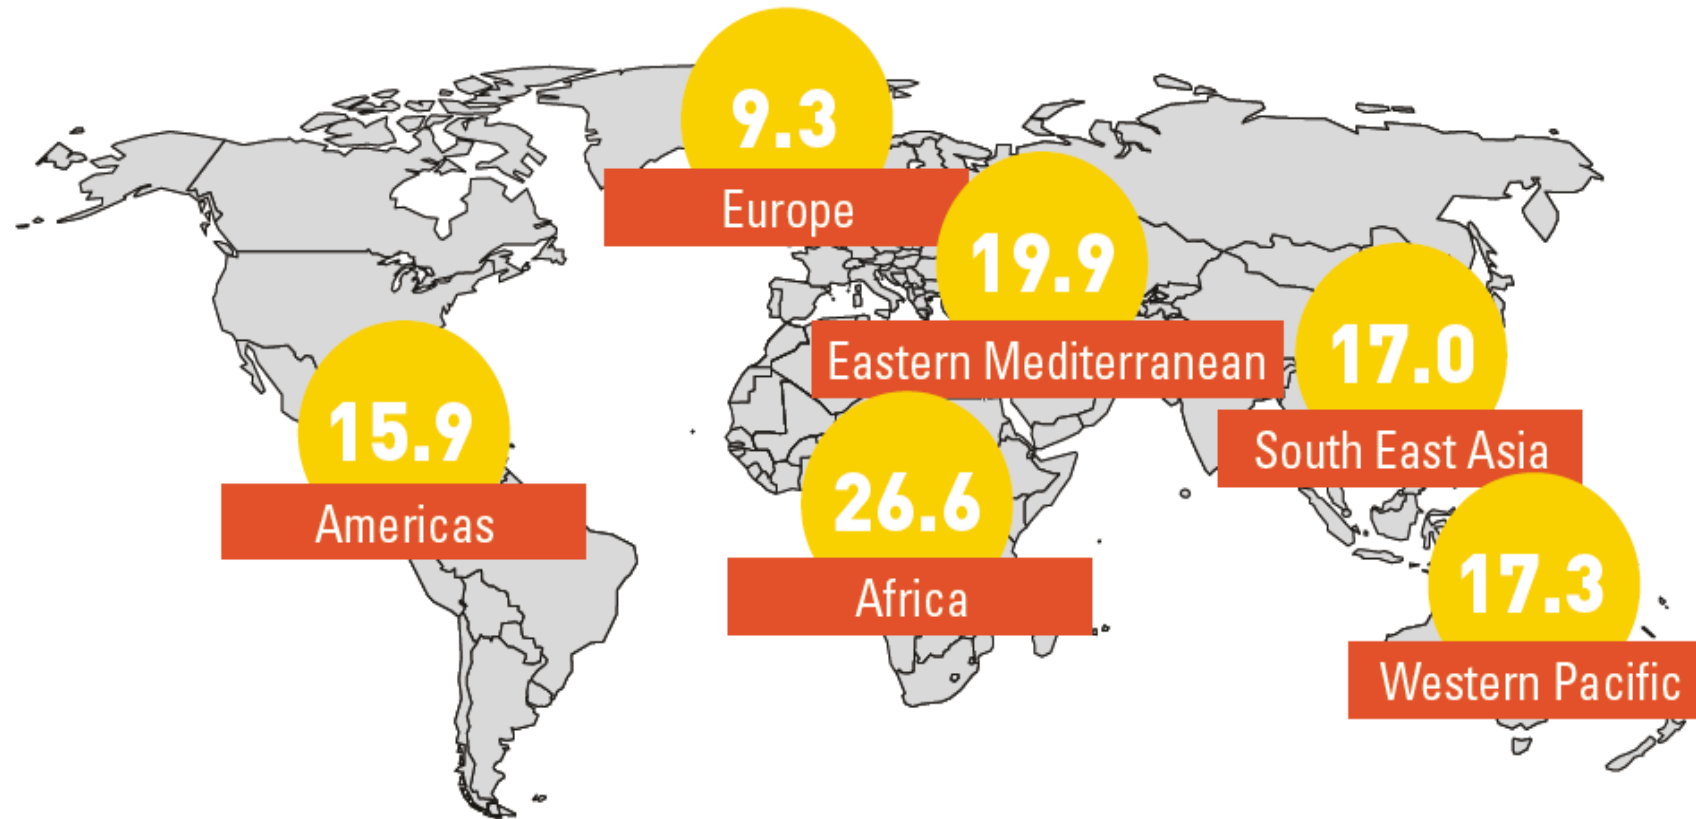 9.3
Europe
19.9
Eastern Mediterranean
17.0
South East Asia
15.9
Americas
26.6
Africa
17.3
Western Pacific